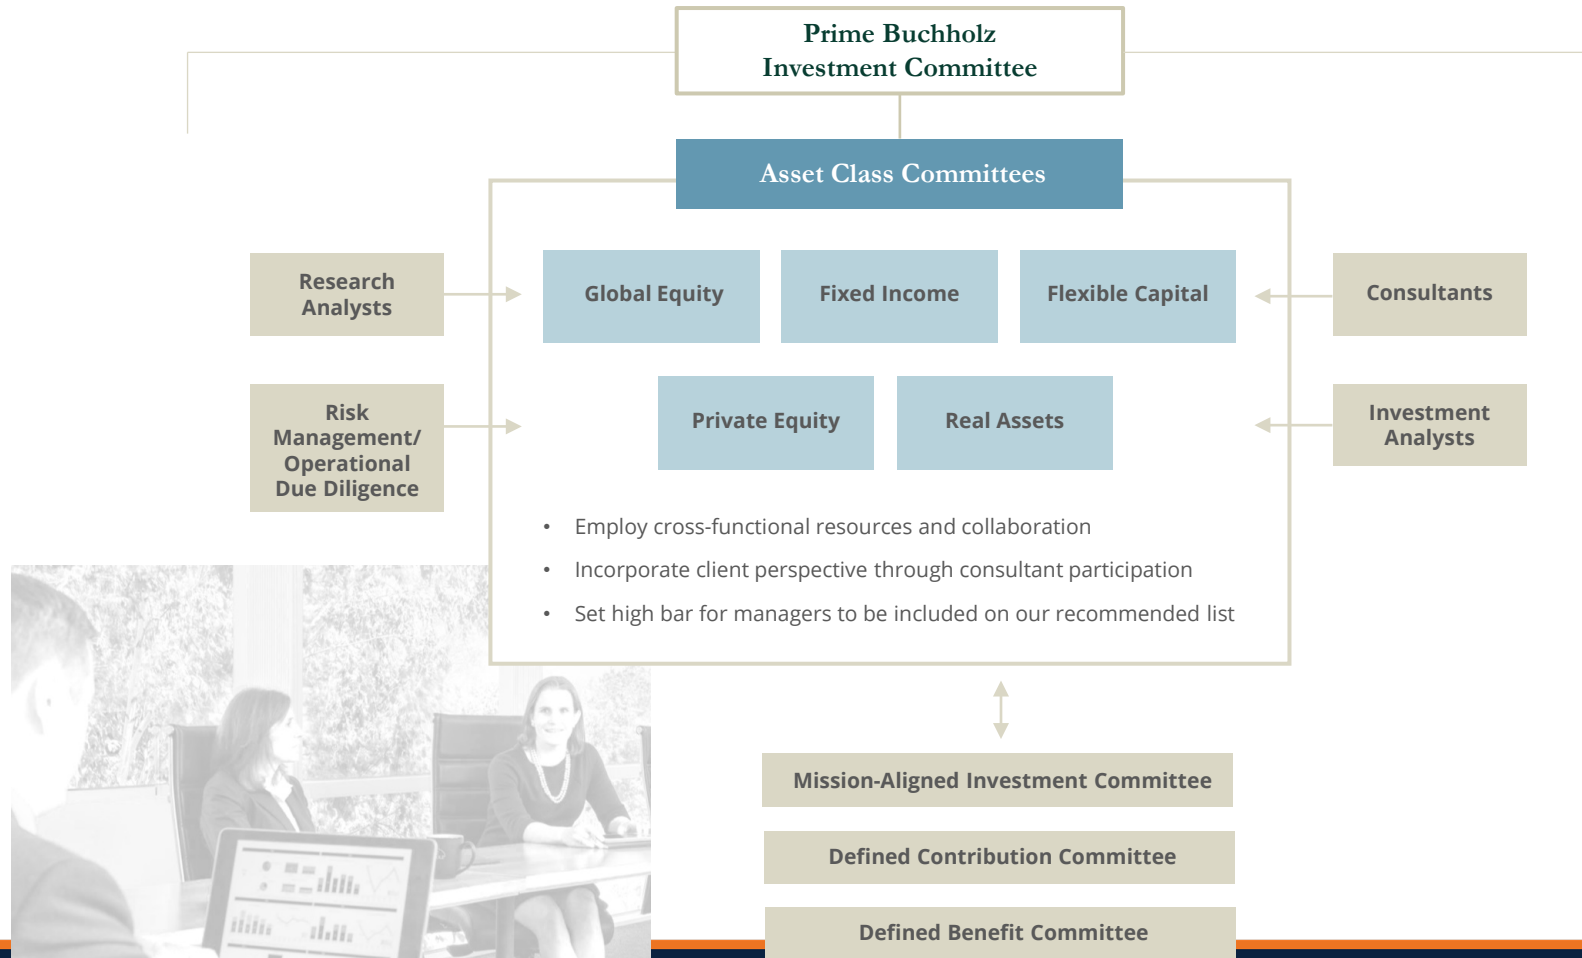 Prime Buchholz
Investment Committee
Asset Class Committees
Research
Analysts
Global Equity
Fixed Income
Flexible Capital
Consultants
Risk
Management/
Operational
Due Diligence
Private Equity
Real Assets
Investment
Analysts
• Employ cross-functional resources and collaboration
• Incorporate client perspective through consultant participation
• Set high bar for managers to be included on our recommended list
Mission-Aligned Investment Committee
Defined Contribution Committee
Defined Benefit Committee